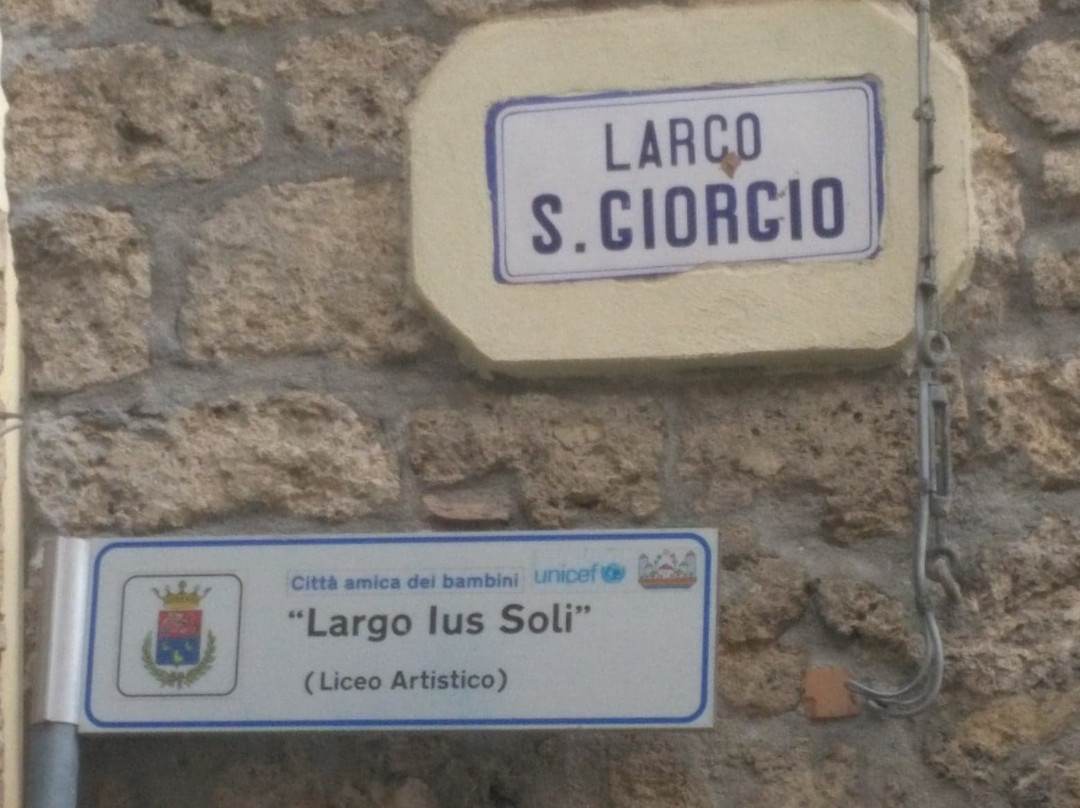 LARGO
S. GIORGIO
Città amica dei bambini unicef
“Largo Ius Soli”
(Liceo Artistico)